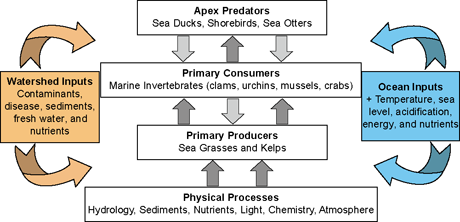 Apex Predators
Sea Ducks, Shorebirds, Sea Otters
Watershed Inputs
Contaminants,
disease, sediments,
fresh water, and
nutrients
Primary Consumers
Marine Invertebrates (clams, urchins, mussels, crabs)
Ocean Inputs
+ Temperature, sea
level, acidification,
energy, and nutrients
Primary Producers
Sea Grasses and Kelps
Physical Processes
Hydrology, Sediments, Nutrients, Light, Chemistry, Atmosphere